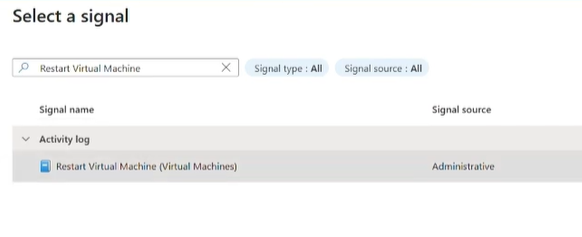 Select a signal
Restart Virtual Machine
Signal type : All
Signal source : All
Signal name
Signal source
Activity log
Restart Virtual Machine (Virtual Machines)
Administrative